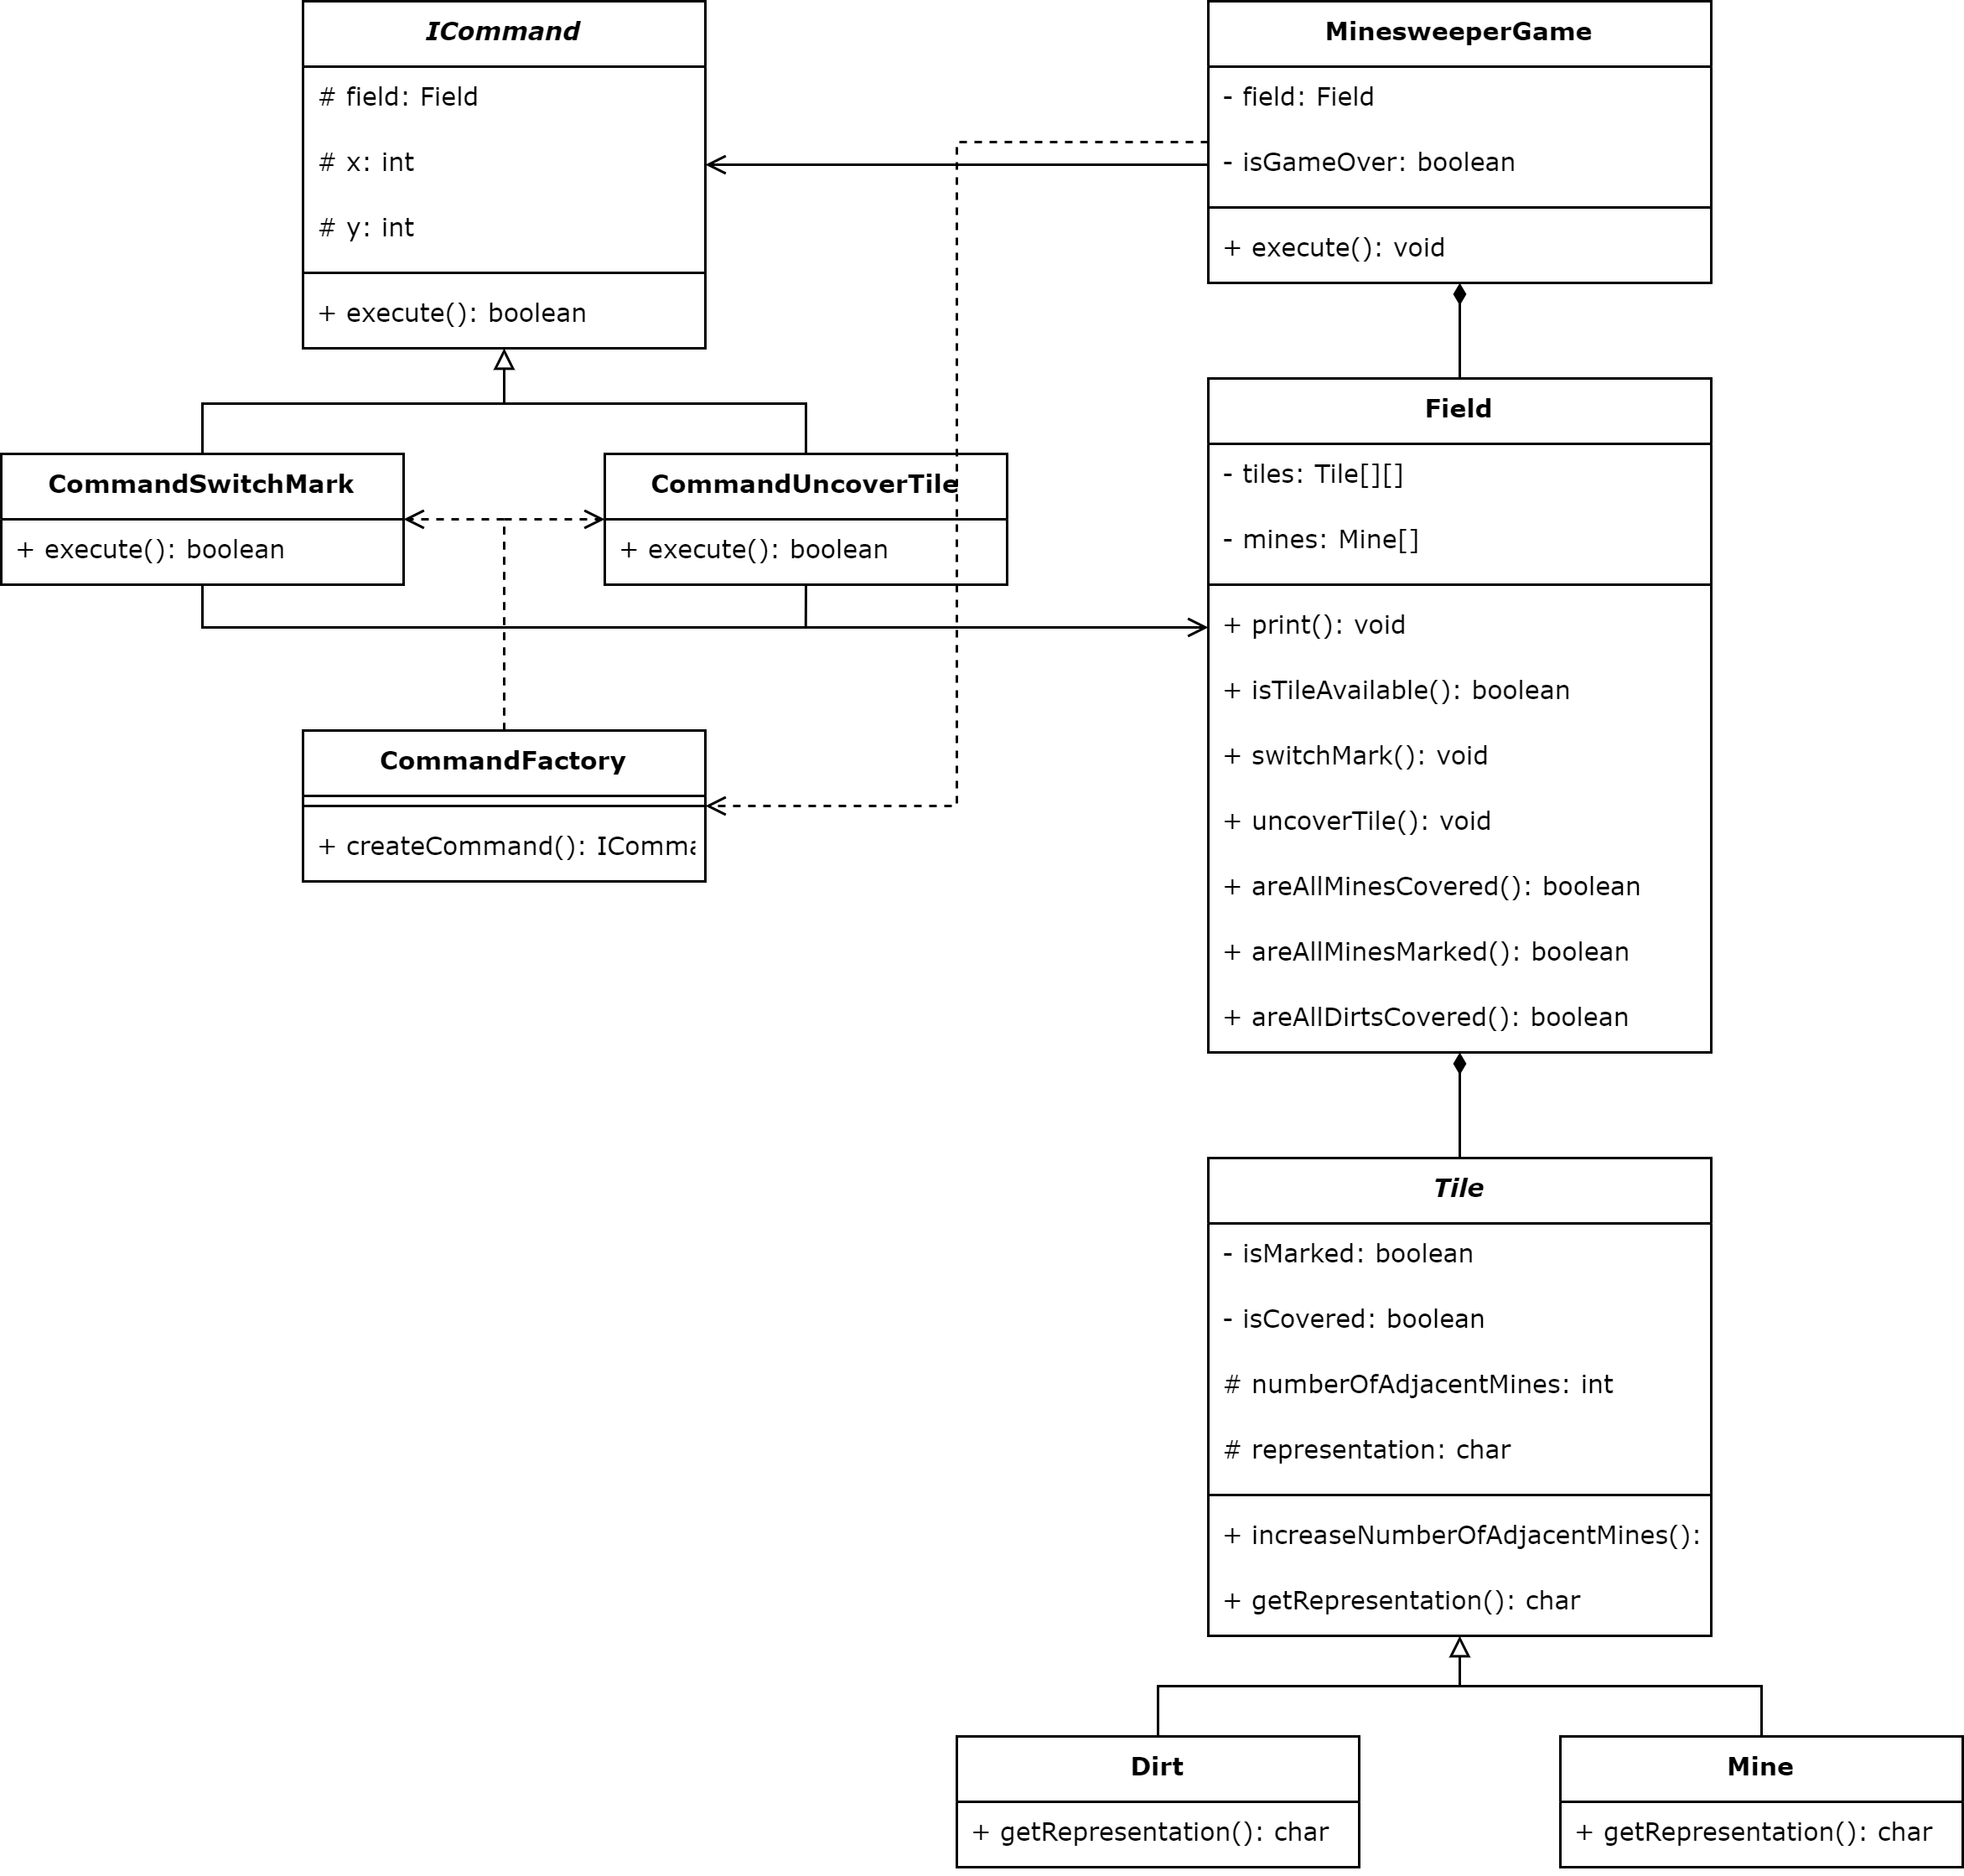 ICommand
# field: Field
# x: int
# y: int
+ execute(): boolean
MinesweeperGame
- field: Field
- isGameOver: boolean
+ execute(): void
CommandSwitchMark
+ execute(): boolean
CommandUncoverTile
+ execute(): boolean
CommandFactory
+ createCommand(): IComma
Field
- tiles: Tile[][]
- mines: Mine[]
+ print(): void
+ isTileAvailable(): boolean
+ switchMark(): void
+ uncoverTile(): void
+ areAllMinesCovered(): boolean
+ areAllMinesMarked(): boolean
+ areAllDirtsCovered(): boolean
Tile
- isMarked: boolean
- isCovered: boolean
# numberOfAdjacentMines: int
# representation: char
+ increaseNumberOfAdjacentMines():
+ getRepresentation(): char
Dirt
+ getRepresentation(): char
Mine
+ getRepresentation(): char